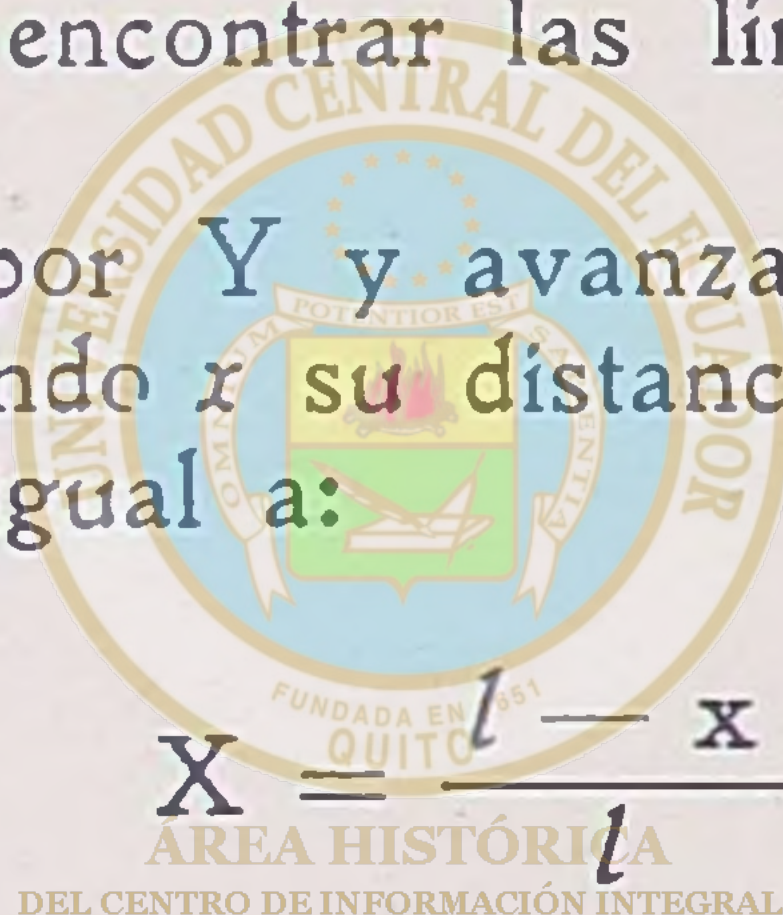 encontrar las lín
por Y y avanza
ndo x su distanc
gual a:
X = l — x
l
UNIVERSIDAD CENTRAL DEL ECUADOR
OMNIUM POTENTIOR EST SAPIENTIA
FUNDADA EN 1651
QUITO
ÁREA HISTÓRICA
DEL CENTRO DE INFORMACIÓN INTEGRAL